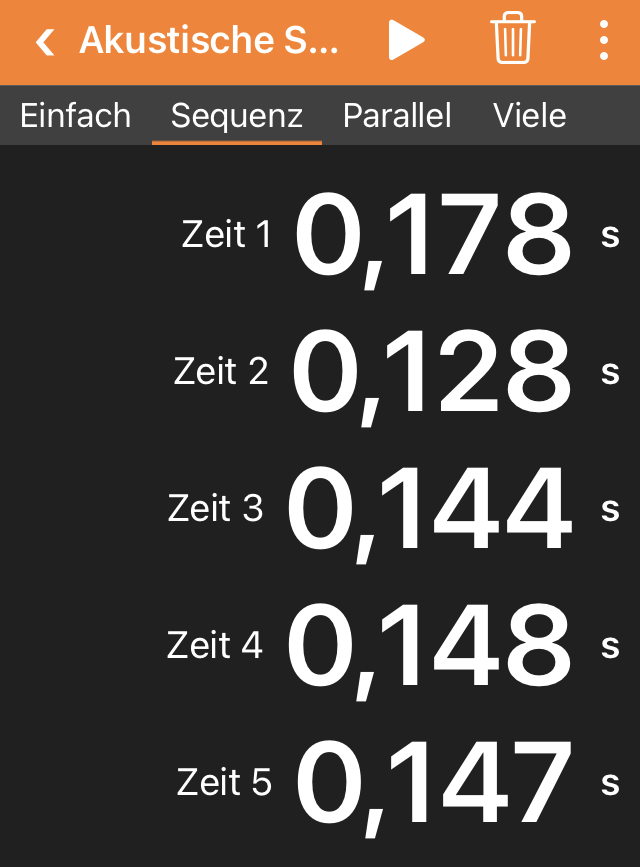 Akustische S...
Einfach Sequenz Parallel Viele
Zeit 1 0,178 s
Zeit 2 0,128 s
Zeit 3 0,144 s
Zeit 4 0,148 s
Zeit 5 0,147 s